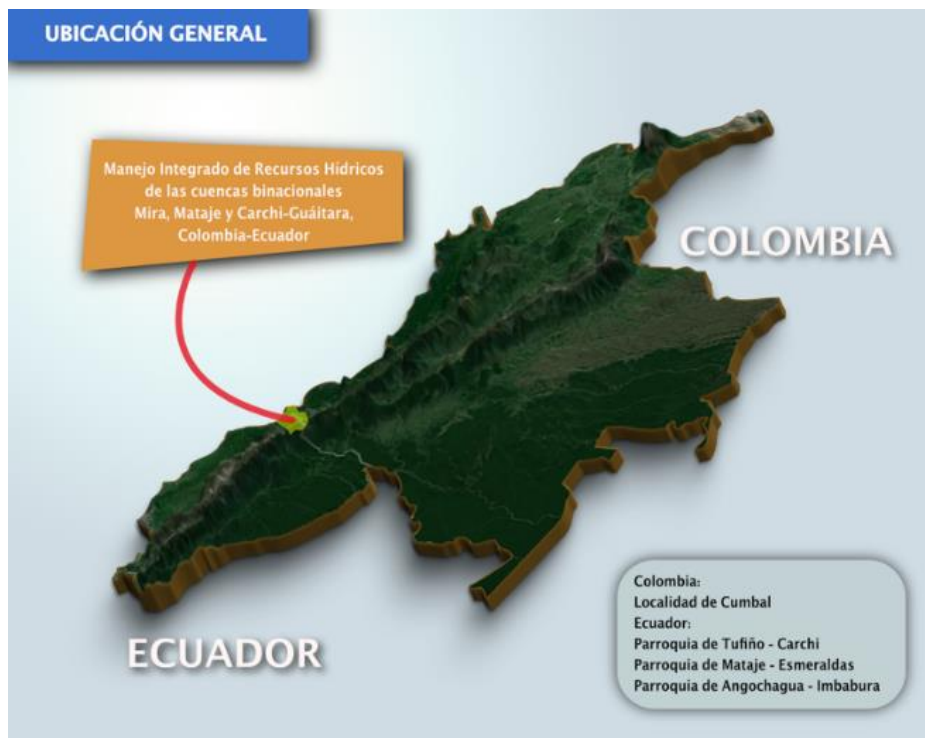 UBICACIÓN GENERAL
Manejo Integrado de Recursos Hídricos
de las cuencas binacionales
Mira, Mataje y Carchi-Guáitara,
Colombia-Ecuador
COLOMBIA
ECUADOR
Colombia:
Localidad de Cumbal
Ecuador:
Parroquia de Tufiño - Carchi
Parroquia de Mataje - Esmeraldas
Parroquia de Angochagua - Imbabura